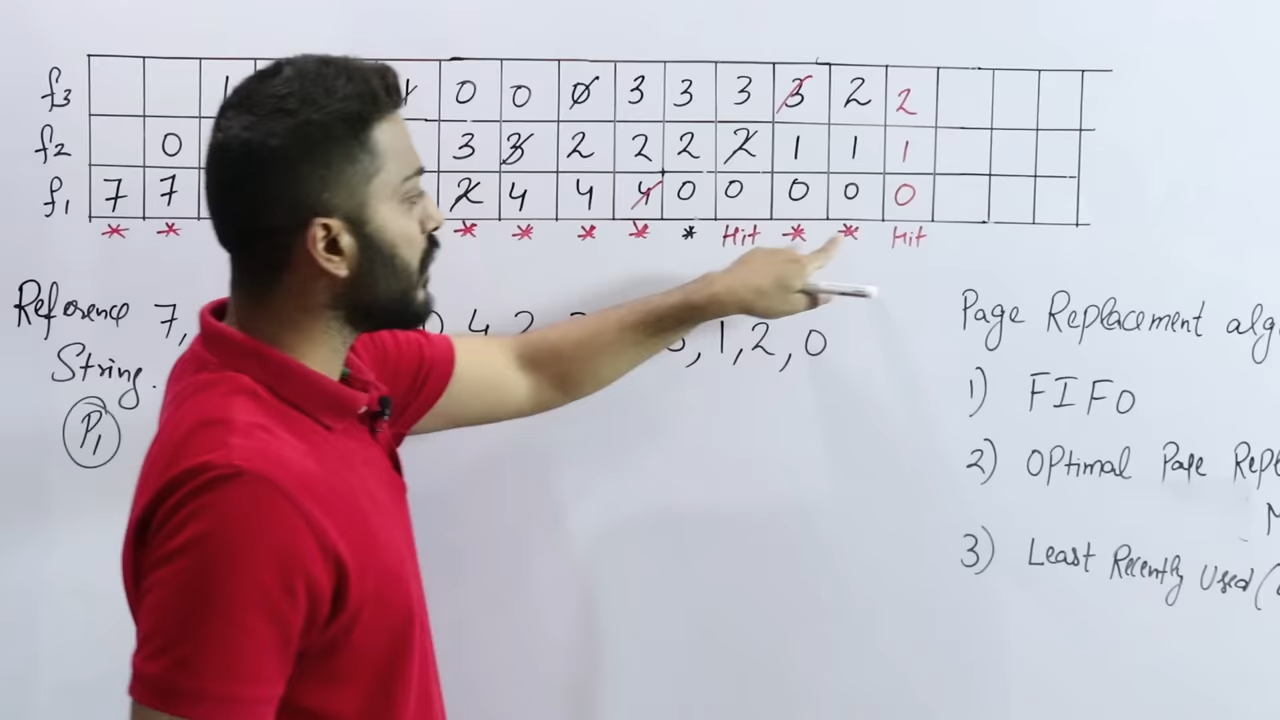 f3 1 1 0 0 0 3 3 3 3 2 2
f2 0 3 3 2 2 2 2 1 1 1
f1 7 7 2 4 4 4 0 0 0 0 0
* * * * * * * Hit * * Hit
Reference 7, 0 4 2 1, 2, 0
String.
P1
Page Replacement alg
1) FIFO
2) OPtimal Page Repl
3) Least Recently Used (